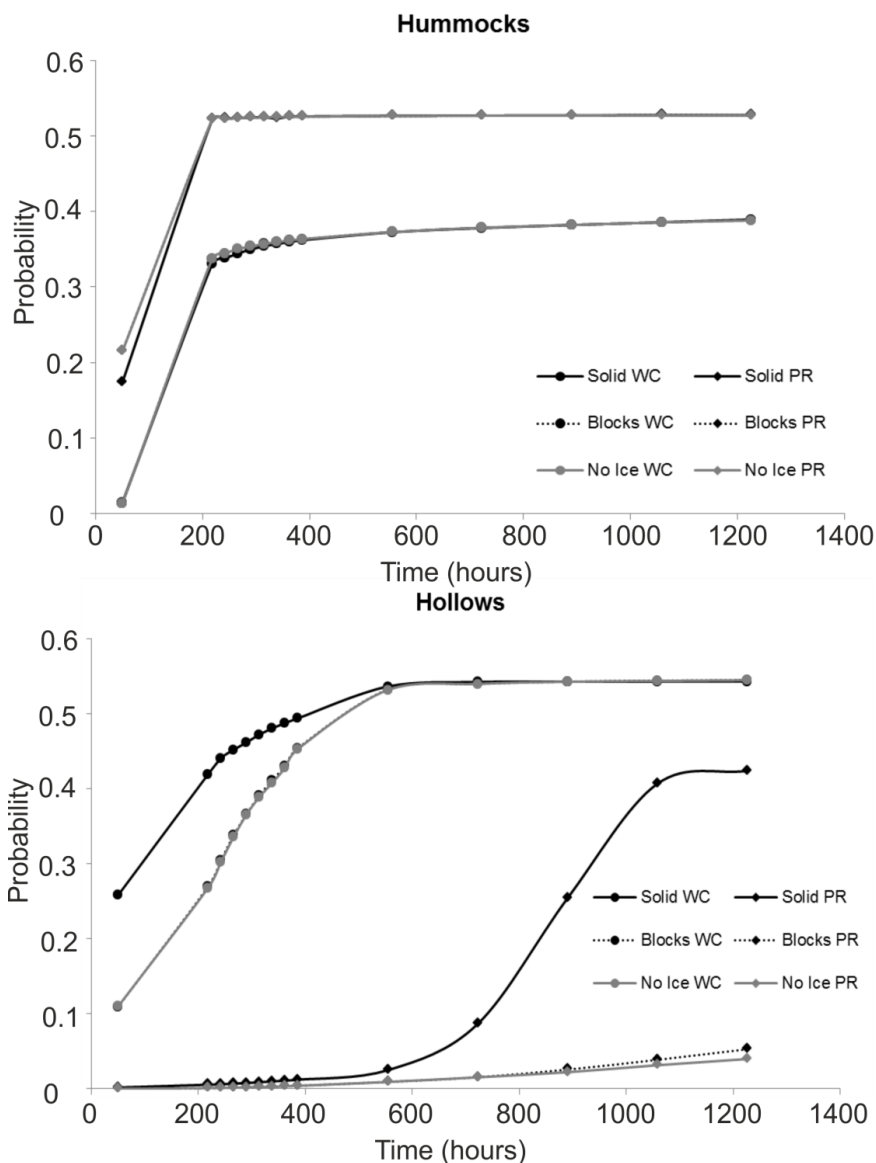 Hummocks
0.6
0.5
0.4
0.3
0.2
0.1
0
Probability
Solid WC Solid PR
Blocks WC Blocks PR
No Ice WC No Ice PR
0 200 400 600 800 1000 1200 1400
Time (hours)
Hollows
0.6
0.5
0.4
0.3
0.2
0.1
0
Probability
Solid WC Solid PR
Blocks WC Blocks PR
No Ice WC No Ice PR
0 200 400 600 800 1000 1200 1400
Time (hours)